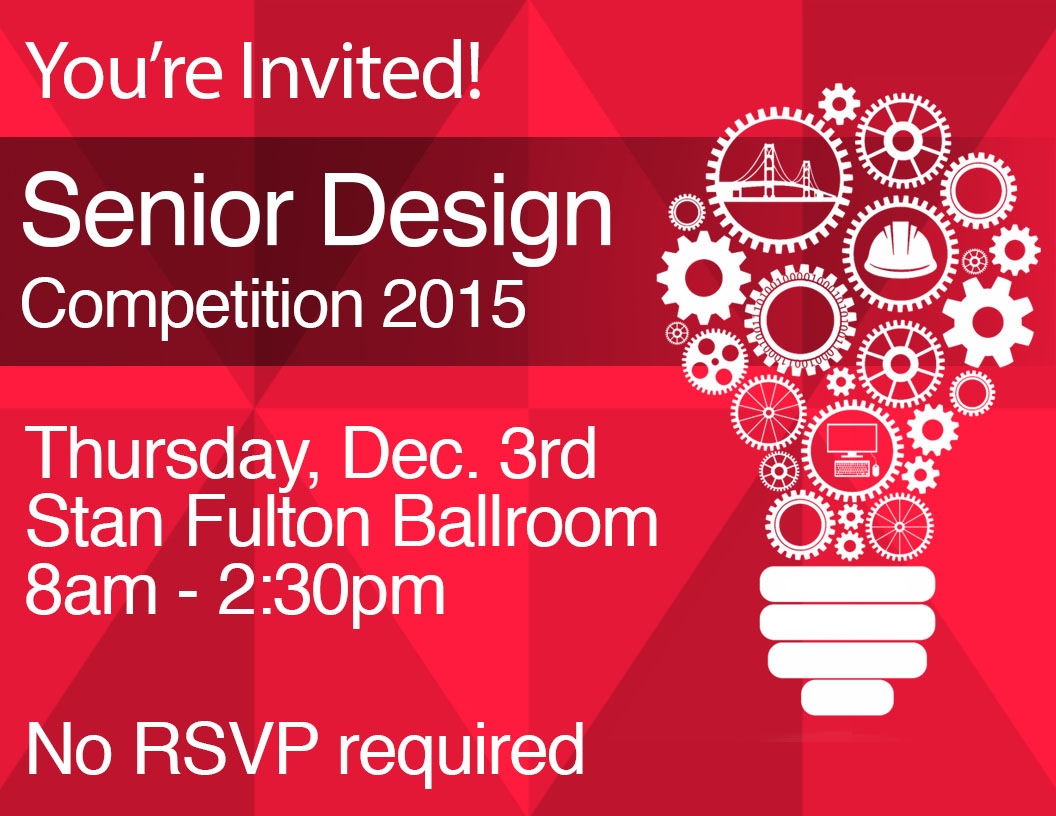 You're Invited!
Senior Design
Competition 2015
Thursday, Dec. 3rd
Stan Fulton Ballroom
8am - 2:30pm
No RSVP required